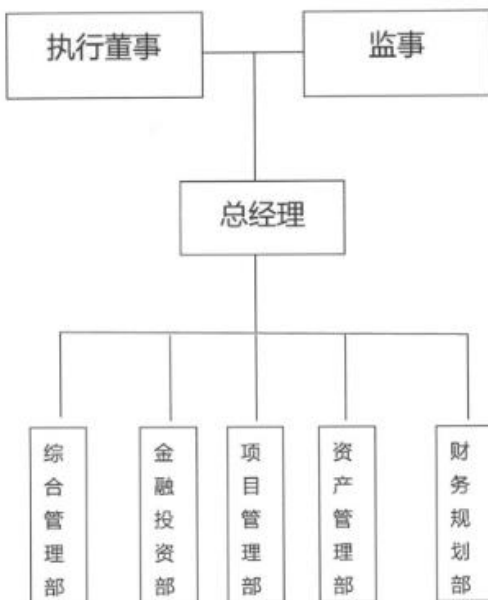 执行董事
监事
总经理
综合管理部
金融投资部
项目管理部
资产管理部
财务规划部